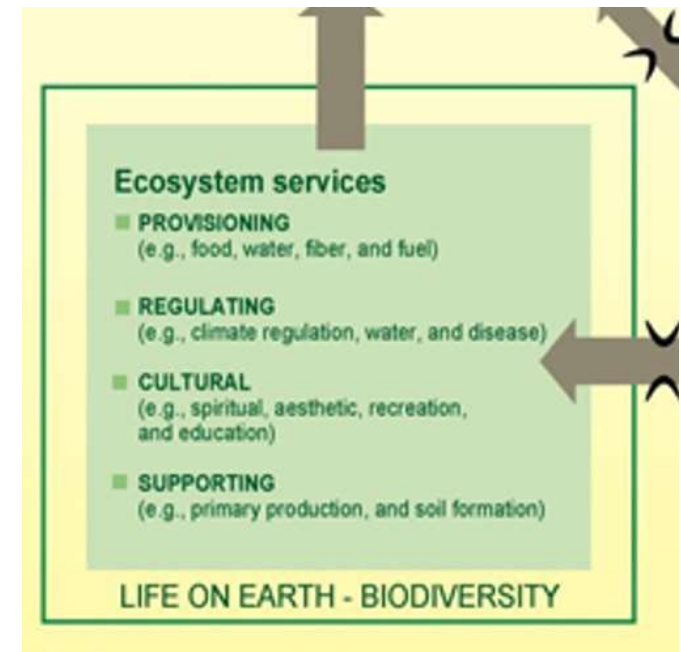 Ecosystem services
PROVISIONING
(e.g., food, water, fiber, and fuel)
REGULATING
(e.g., climate regulation, water, and disease)
CULTURAL
(e.g., spiritual, aesthetic, recreation,
and education)
SUPPORTING
(e.g., primary production, and soil formation)
LIFE ON EARTH - BIODIVERSITY